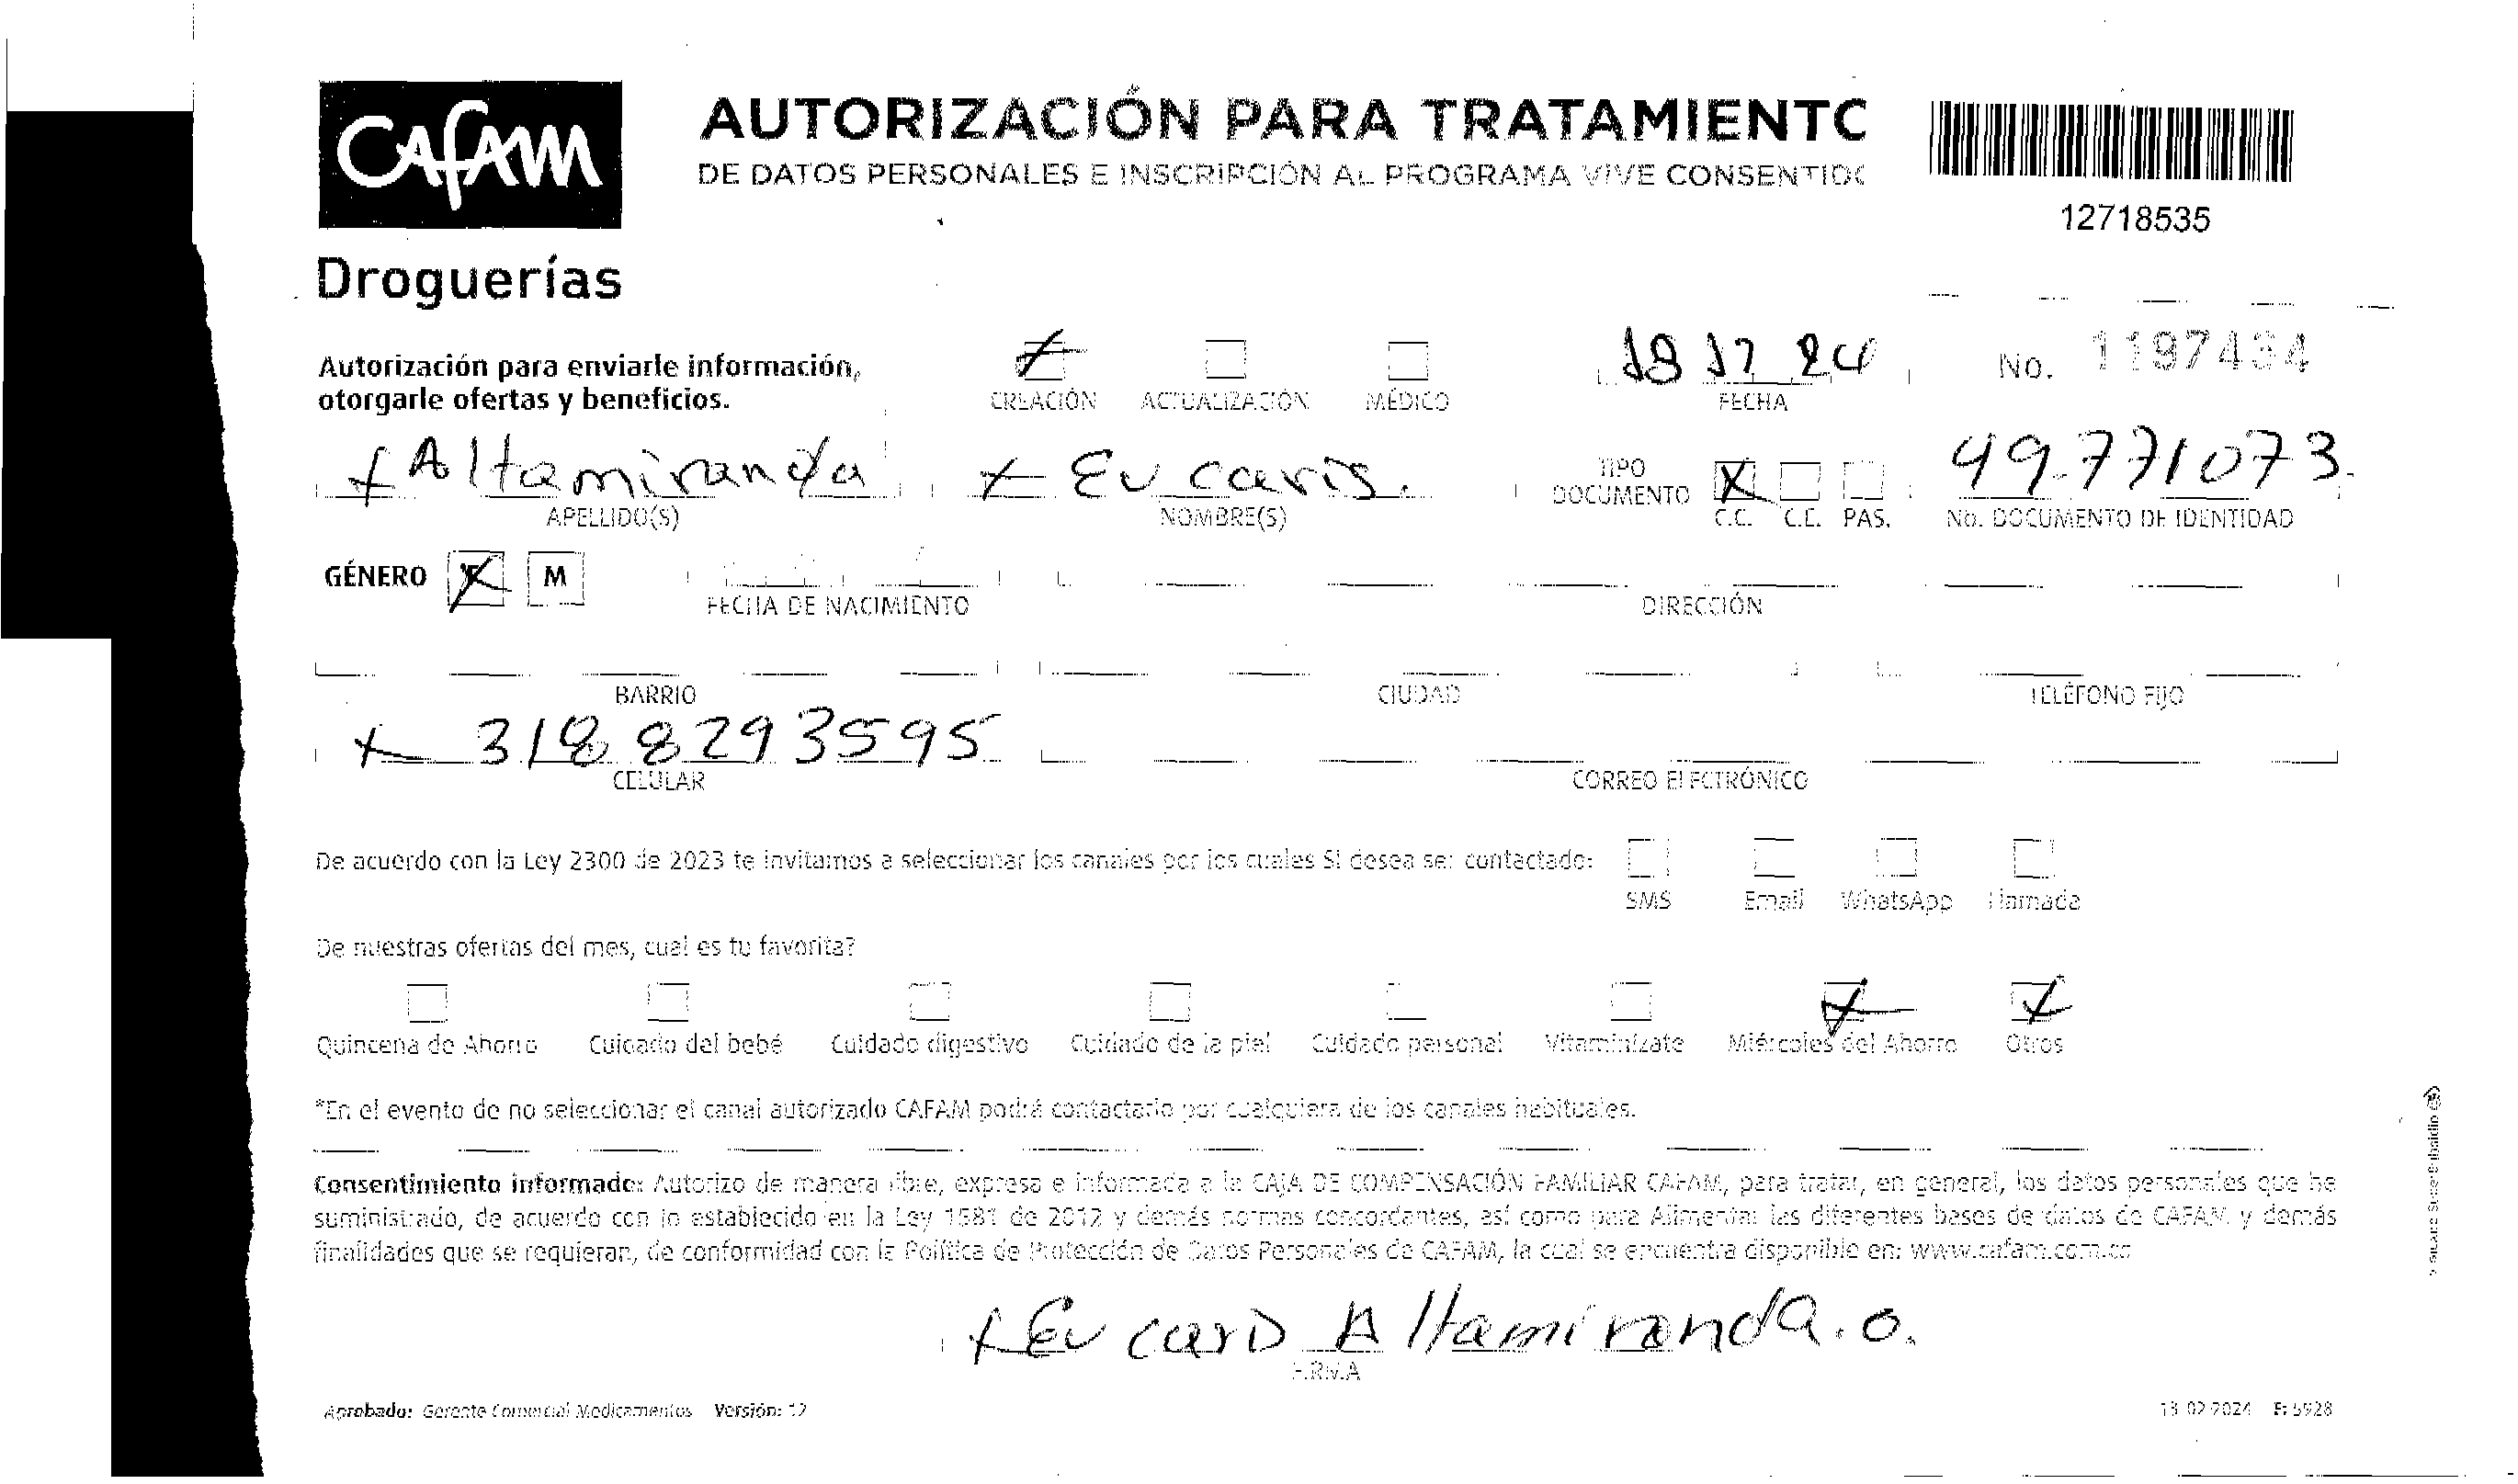 CAFAM
AUTORIZACIÓN PARA TRATAMIENTO
DE DATOS PERSONALES E INSCRIPCIÓN AL PROGRAMA VIVE CONSENTIDO
12718535
Droguerías
Autorización para enviarle información,
otorgarle ofertas y beneficios.
CREACIÓN ACTUALIZACIÓN MÉDICO
FECHA
No. 1197434
Altamiranda Eucaris.
TIPO DOCUMENTO
49.771073.
APELLIDO(S) NOMBRE(S) C.C. C.E. PAS. No. DOCUMENTO DE IDENTIDAD
GÉNERO F M
FECHA DE NACIMIENTO DIRECCIÓN
BARRIO CIUDAD TELÉFONO FIJO
318 8293595
CELULAR CORREO ELECTRÓNICO
De acuerdo con la Ley 2300 de 2023 te invitamos a seleccionar los canales por los cuales SI desea ser contactado:
SMS Email WhatsApp Llamada
De nuestras ofertas del mes, cual es tu favorita?
Quincena de Ahorro Cuidado del bebé Cuidado digestivo Cuidado de la piel Cuidado personal Vitaminízate Miércoles del Ahorro Otros
*En el evento de no seleccionar el canal autorizado CAFAM podrá contactarlo por cualquiera de los canales habituales.
Consentimiento informado: Autorizo de manera libre, expresa e informada a la CAJA DE COMPENSACIÓN FAMILIAR CAFAM, para tratar, en general, los datos personales que he
suministrado, de acuerdo con lo establecido en la Ley 1581 de 2012 y demás normas concordantes, así como para Alimentar las diferentes bases de datos de CAFAM y demás
finalidades que se requieran, de conformidad con la Política de Protección de Datos Personales de CAFAM, la cual se encuentra disponible en: www.cafam.com.co
Eucaris Altamiranda.o.
FIRMA
Aprobado: Gerente Comercial Medicamentos Versión: 12
13-02-2024 F: 5928